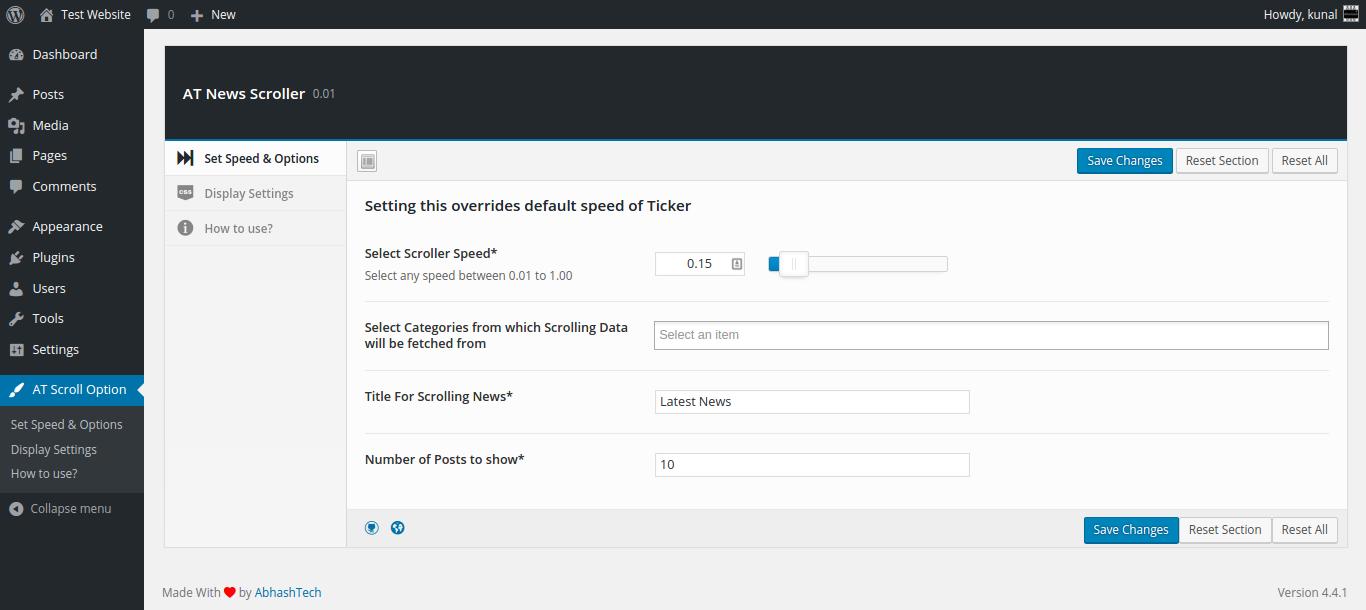 Test Website 0 New Howdy, kunal
Dashboard
Posts
Media
Pages
Comments
Appearance
Plugins
Users
Tools
Settings
AT Scroll Option
Set Speed & Options
Display Settings
How to use?
Collapse menu
AT News Scroller 0.01
Set Speed & Options
Display Settings
How to use?
Save Changes Reset Section Reset All
Setting this overrides default speed of Ticker
Select Scroller Speed*
Select any speed between 0.01 to 1.00
0.15
Select Categories from which Scrolling Data
will be fetched from
Select an item
Title For Scrolling News*
Latest News
Number of Posts to show*
10
Save Changes Reset Section Reset All
Made With by AbhashTech
Version 4.4.1